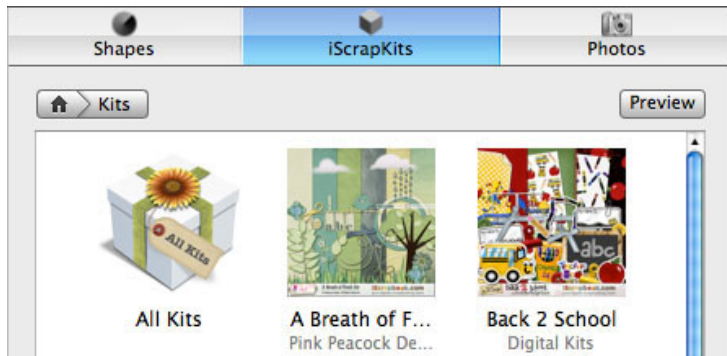 Shapes
iScrapKits
Photos
Kits
Preview
All Kits
abc
All Kits
A Breath of F...
Back 2 School
Pink Peacock De...
Digital Kits